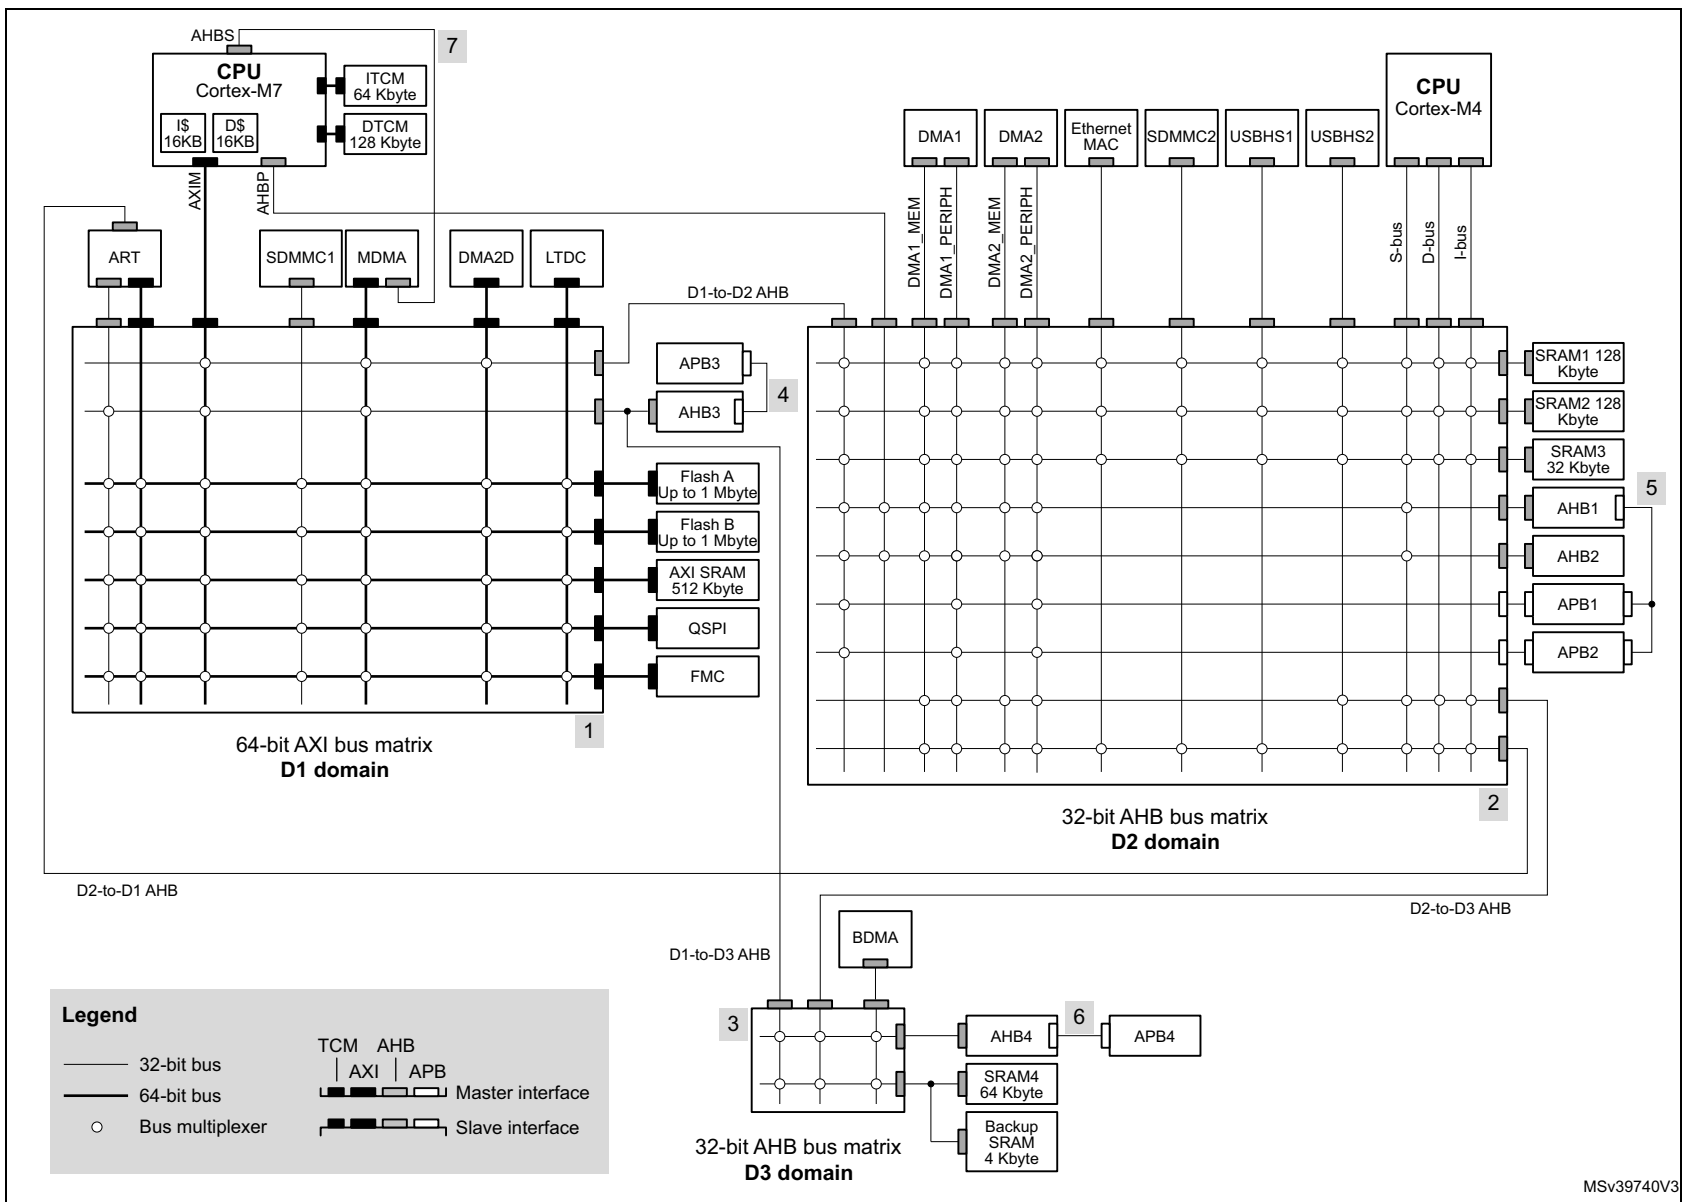 AHBS
7
CPU
Cortex-M7
I$
16KB
D$
16KB
ITCM
64 Kbyte
DTCM
128 Kbyte
AXIM
AHBP
ART
SDMMC1
MDMA
DMA2D
LTDC
D1-to-D2 AHB
APB3
4
AHB3
Flash A
Up to 1 Mbyte
Flash B
Up to 1 Mbyte
AXI SRAM
512 Kbyte
QSPI
FMC
1
64-bit AXI bus matrix
D1 domain
DMA1
DMA2
Ethernet
MAC
SDMMC2
USBHS1
USBHS2
CPU
Cortex-M4
DMA1_MEM
DMA1_PERIPH
DMA2_MEM
DMA2_PERIPH
S-bus
D-bus
I-bus
SRAM1 128
Kbyte
SRAM2 128
Kbyte
SRAM3
32 Kbyte
5
AHB1
AHB2
APB1
APB2
2
32-bit AHB bus matrix
D2 domain
D2-to-D1 AHB
D2-to-D3 AHB
D1-to-D3 AHB
BDMA
3
AHB4
6
APB4
SRAM4
64 Kbyte
Backup
SRAM
4 Kbyte
32-bit AHB bus matrix
D3 domain
Legend
32-bit bus
64-bit bus
Bus multiplexer
TCM
AHB
AXI
APB
Master interface
Slave interface
MSv39740V3